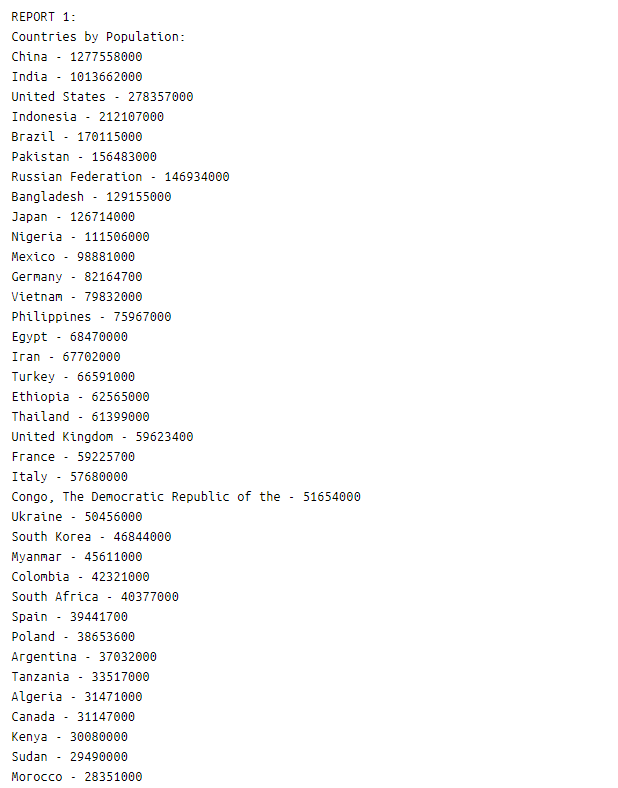 REPORT 1:
Countries by Population:
China - 1277558000
India - 1013662000
United States - 278357000
Indonesia - 212107000
Brazil - 170115000
Pakistan - 156483000
Russian Federation - 146934000
Bangladesh - 129155000
Japan - 126714000
Nigeria - 111506000
Mexico - 98881000
Germany - 82164700
Vietnam - 79832000
Philippines - 75967000
Egypt - 68470000
Iran - 67702000
Turkey - 66591000
Ethiopia - 62565000
Thailand - 61399000
United Kingdom - 59623400
France - 59225700
Italy - 57680000
Congo, The Democratic Republic of the - 51654000
Ukraine - 50456000
South Korea - 46844000
Myanmar - 45611000
Colombia - 42321000
South Africa - 40377000
Spain - 39441700
Poland - 38653600
Argentina - 37032000
Tanzania - 33517000
Algeria - 31471000
Canada - 31147000
Kenya - 30080000
Sudan - 29490000
Morocco - 28351000